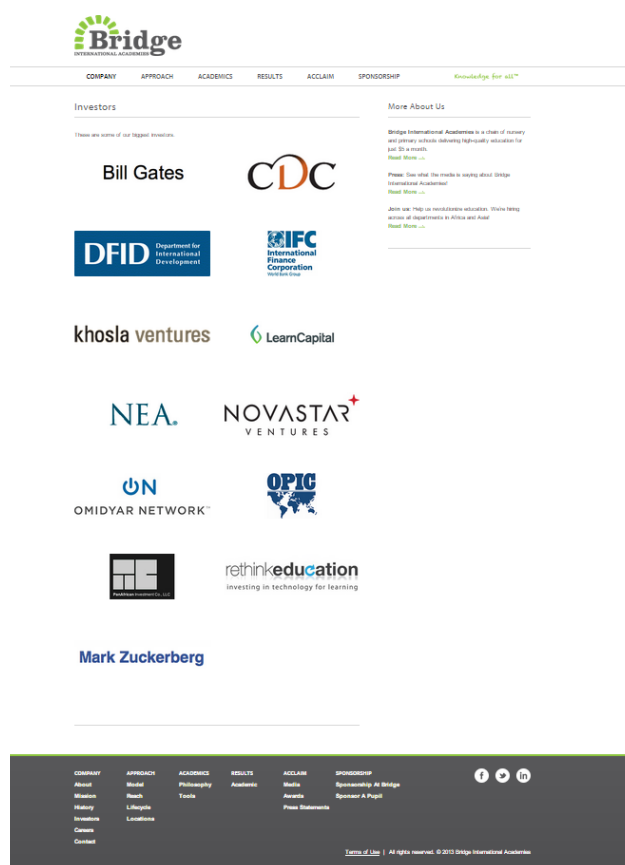 Bridge
INTERNATIONAL ACADEMIES
COMPANY APPROACH ACADEMICS RESULTS ACCLAIM SPONSORSHIP Knowledge for all™
Investors
These are some of our biggest investors.
Bill Gates
CDC
DFID Department for International Development
IFC
International
Finance
Corporation
World Bank Group
khosla ventures
LearnCapital
NEA®
NOVASTAR
VENTURES
ON
OMIDYAR NETWORK™
OPIC
PanAfrican Investment Co., LLC
rethinkeducation
investing in technology for learning
Mark Zuckerberg
More About Us
Bridge International Academies is a chain of nursery
and primary schools delivering high-quality education for
just $5 a month.
Read More -->
Press: See what the media is saying about Bridge
International Academies!
Read More -->
Join us: Help us revolutionize education. We're hiring
across all departments in Africa and Asia!
Read More -->
COMPANY
About
Mission
History
Investors
Careers
Contact
APPROACH
Model
Reach
Lifecycle
Locations
ACADEMICS
Philosophy
Tools
RESULTS
Academic
ACCLAIM
Media
Awards
Press Statements
SPONSORSHIP
Sponsorship At Bridge
Sponsor A Pupil
f in
Terms of Use | All rights reserved. © 2013 Bridge International Academies